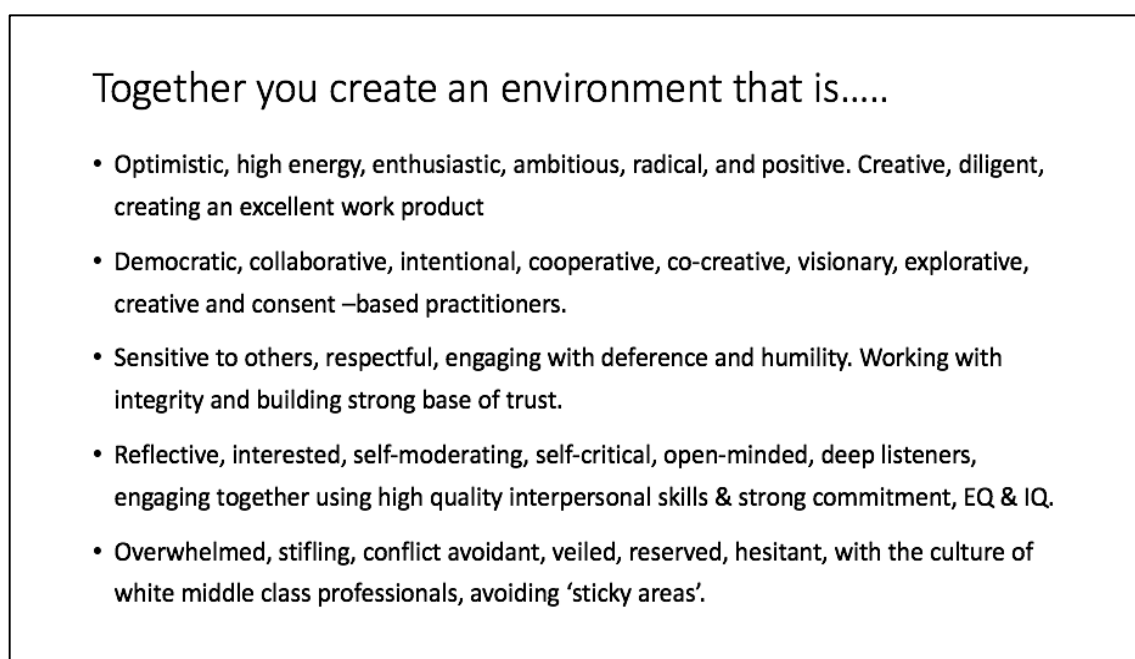 Together you create an environment that is.....
• Optimistic, high energy, enthusiastic, ambitious, radical, and positive. Creative, diligent,
creating an excellent work product
• Democratic, collaborative, intentional, cooperative, co-creative, visionary, explorative,
creative and consent –based practitioners.
• Sensitive to others, respectful, engaging with deference and humility. Working with
integrity and building strong base of trust.
• Reflective, interested, self-moderating, self-critical, open-minded, deep listeners,
engaging together using high quality interpersonal skills & strong commitment, EQ & IQ.
• Overwhelmed, stifling, conflict avoidant, veiled, reserved, hesitant, with the culture of
white middle class professionals, avoiding ‘sticky areas’.